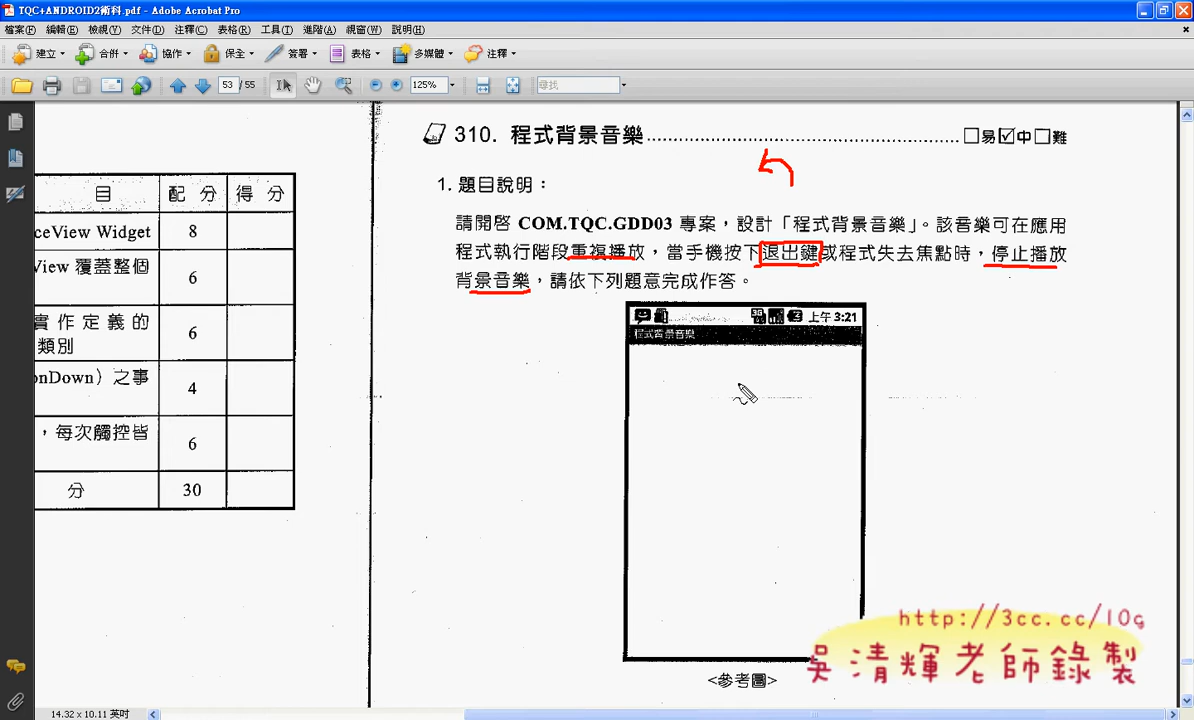 TQC+ANDROID2術科.pdf - Adobe Acrobat Pro
檔案(F) 編輯(E) 檢視(V) 文件(D) 注釋(C) 表格(R) 工具(T) 進階(A) 視窗(W) 說明(H)
建立 合併 協作 保全 簽署 表格 多媒體 注釋
53 / 55 125% 尋找
目 配 分 得 分
ceView Widget 8
View 覆蓋整個 6
實作定義的
類別 6
onDown）之事 4
，每次觸控皆 6
分 30
310. 程式背景音樂 易 中 難
1. 題目說明：
請開啟 COM.TQC.GDD03 專案，設計「程式背景音樂」。該音樂可在應用
程式執行階段重複播放，當手機按下退出鍵或程式失去焦點時，停止播放
背景音樂，請依下列題意完成作答。
上午 3:21
程式背景音樂
<參考圖>
http://3cc.cc/10g
吳清輝老師錄製
14.32 x 10.11 英吋